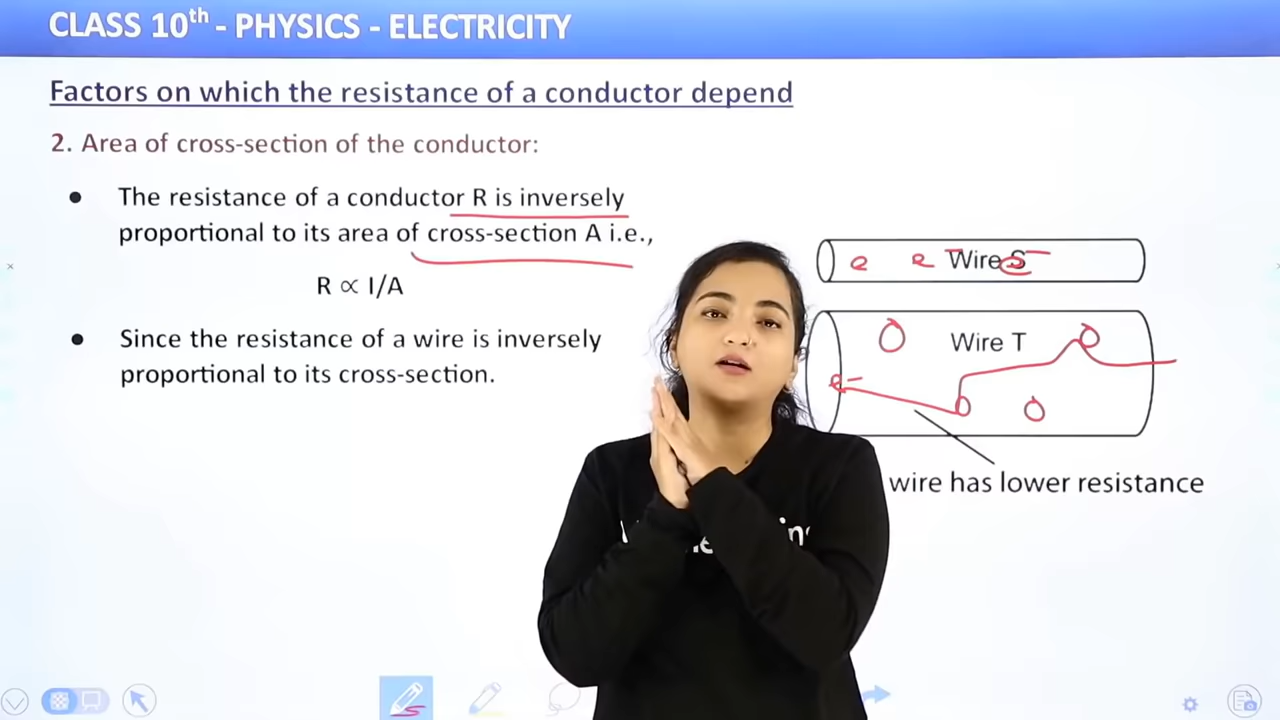 CLASS 10th - PHYSICS - ELECTRICITY
Factors on which the resistance of a conductor depend
2. Area of cross-section of the conductor:
● The resistance of a conductor R is inversely
proportional to its area of cross-section A i.e.,
R ∝ I/A
● Since the resistance of a wire is inversely
proportional to its cross-section.
e e Wire S
Wire T
e-
wire has lower resistance